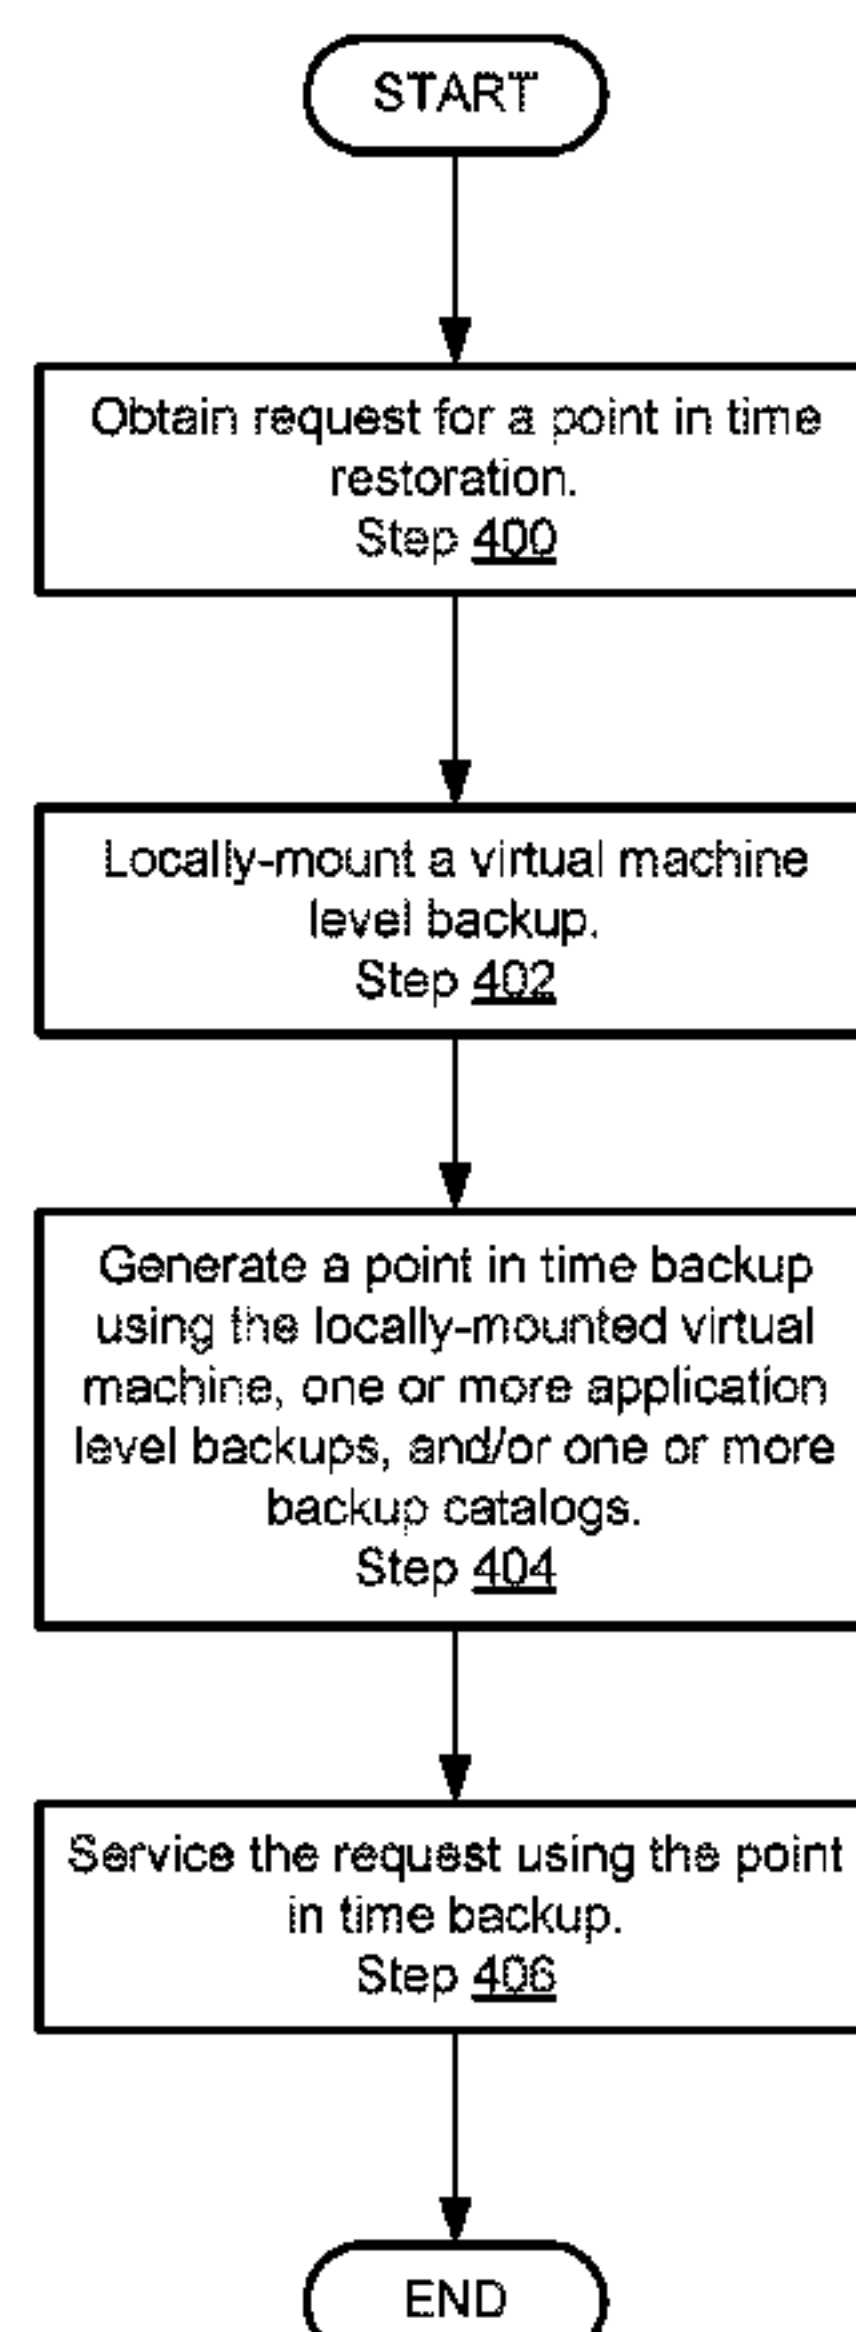 START
Obtain request for a point in time
restoration.
Step 400
Locally-mount a virtual machine
level backup.
Step 402
Generate a point in time backup
using the locally-mounted virtual
machine, one or more application
level backups, and/or one or more
backup catalogs.
Step 404
Service the request using the point
in time backup.
Step 406
END